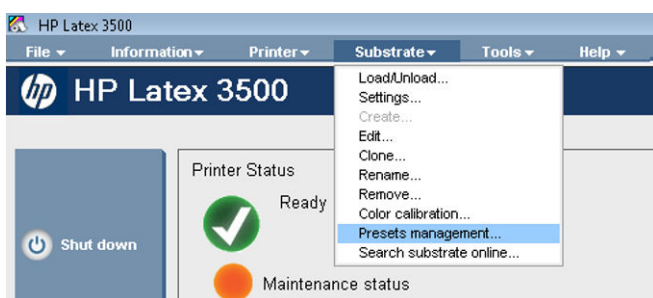 HP Latex 3500
File Information Printer Substrate Tools Help
hp HP Latex 3500
Load/Unload...
Settings...
Create...
Edit...
Clone...
Rename...
Remove...
Color calibration...
Presets management...
Search substrate online...
Printer Status
Ready
Shut down
Maintenance status